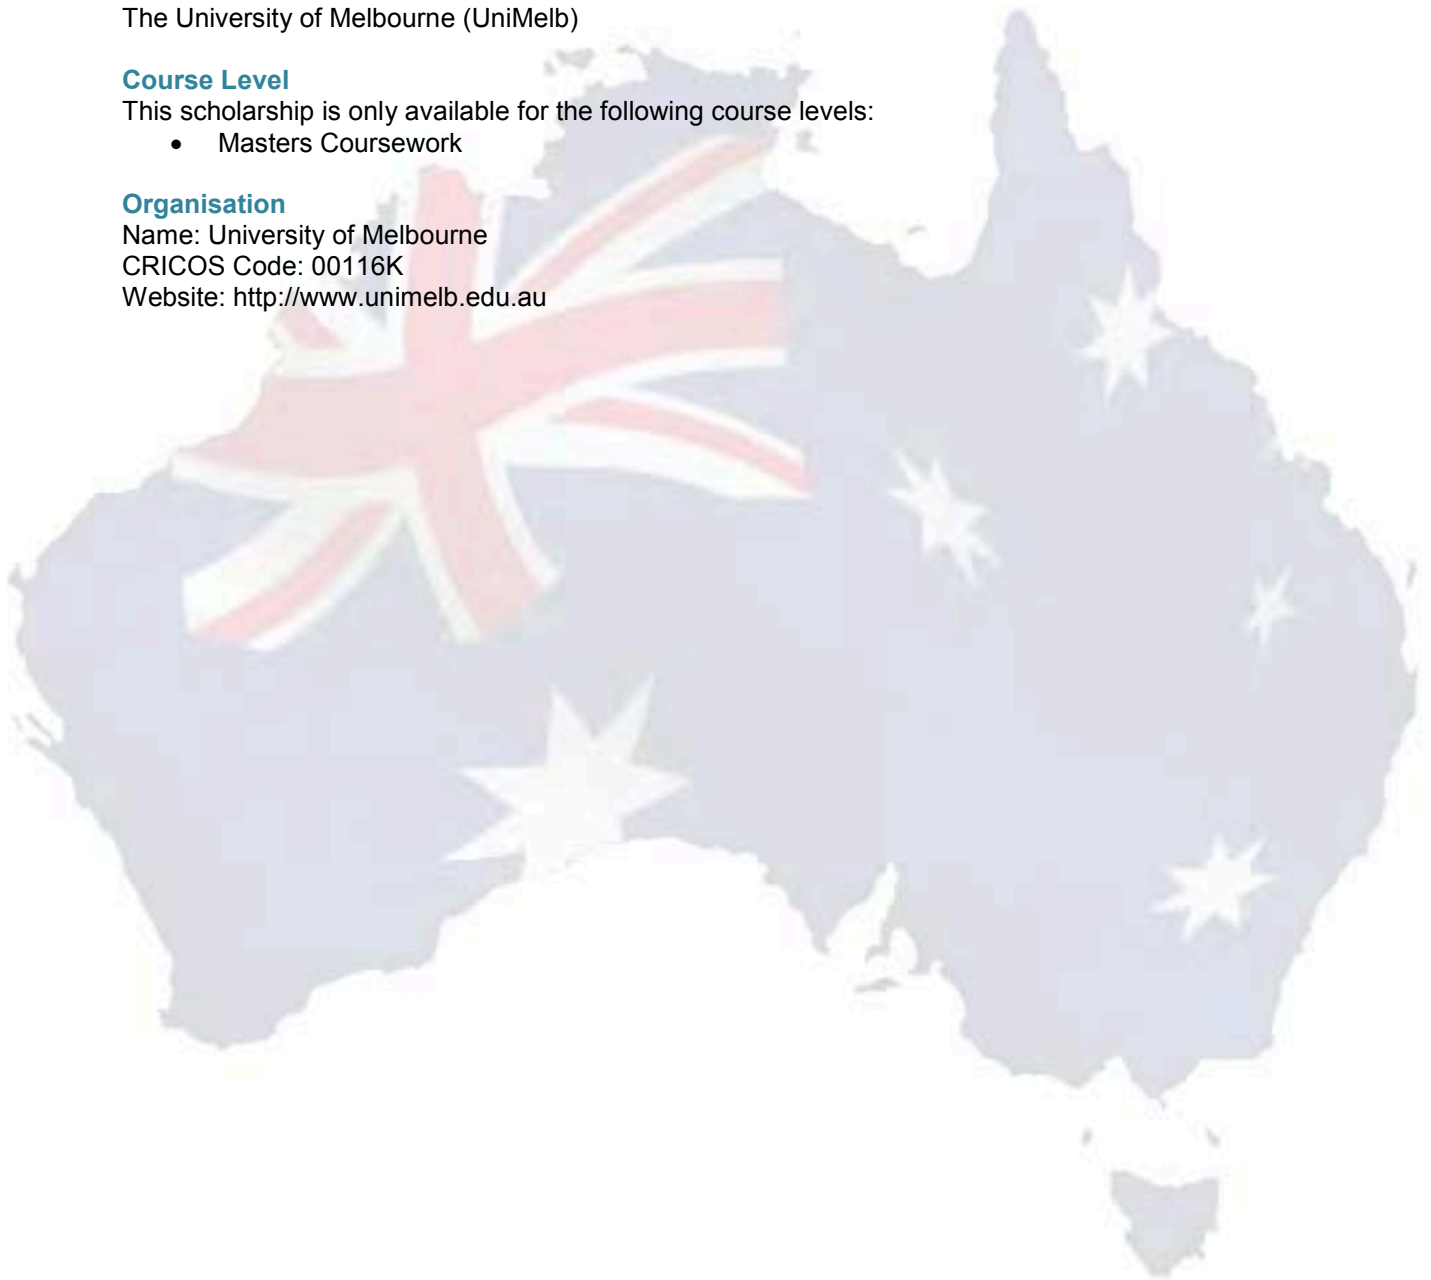 The University of Melbourne (UniMelb)
Course Level
This scholarship is only available for the following course levels:
• Masters Coursework
Organisation
Name: University of Melbourne
CRICOS Code: 00116K
Website: http://www.unimelb.edu.au